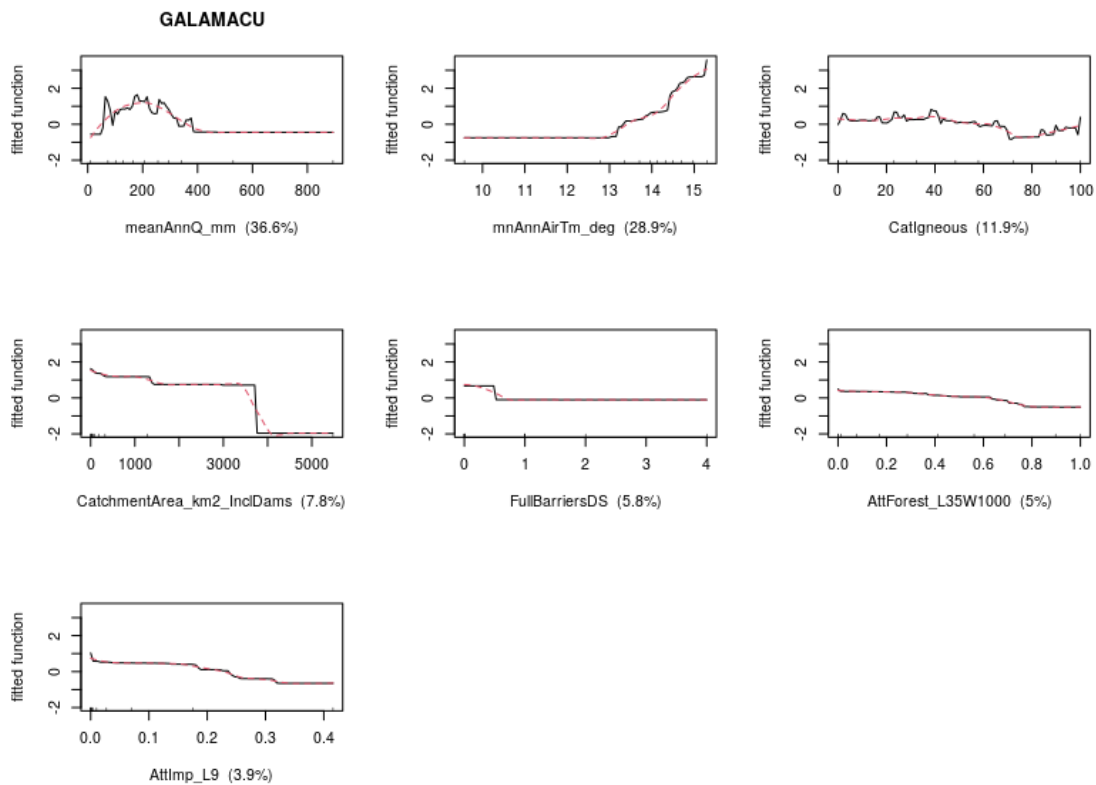 GALAMACU
fitted function
2
0
-2
0 200 400 600 800
meanAnnQ_mm (36.6%)
fitted function
2
0
-2
10 11 12 13 14 15
mnAnnAirTm_deg (28.9%)
fitted function
2
0
-2
0 20 40 60 80 100
CatIgneous (11.9%)
fitted function
2
0
-2
0 1000 3000 5000
CatchmentArea_km2_InclDams (7.8%)
fitted function
2
0
-2
0 1 2 3 4
FullBarriersDS (5.8%)
fitted function
2
0
-2
0.0 0.2 0.4 0.6 0.8 1.0
AttForest_L35W1000 (5%)
fitted function
2
0
-2
0.0 0.1 0.2 0.3 0.4
AttImp_L9 (3.9%)